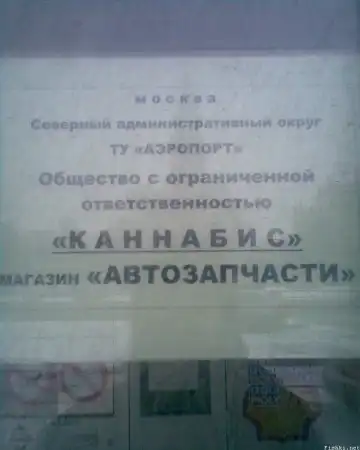 москва
Северный административный округ
ТУ «АЭРОПОРТ»
Общество с ограниченной
ответственностью
«КАННАБИС»
МАГАЗИН «АВТОЗАПЧАСТИ»